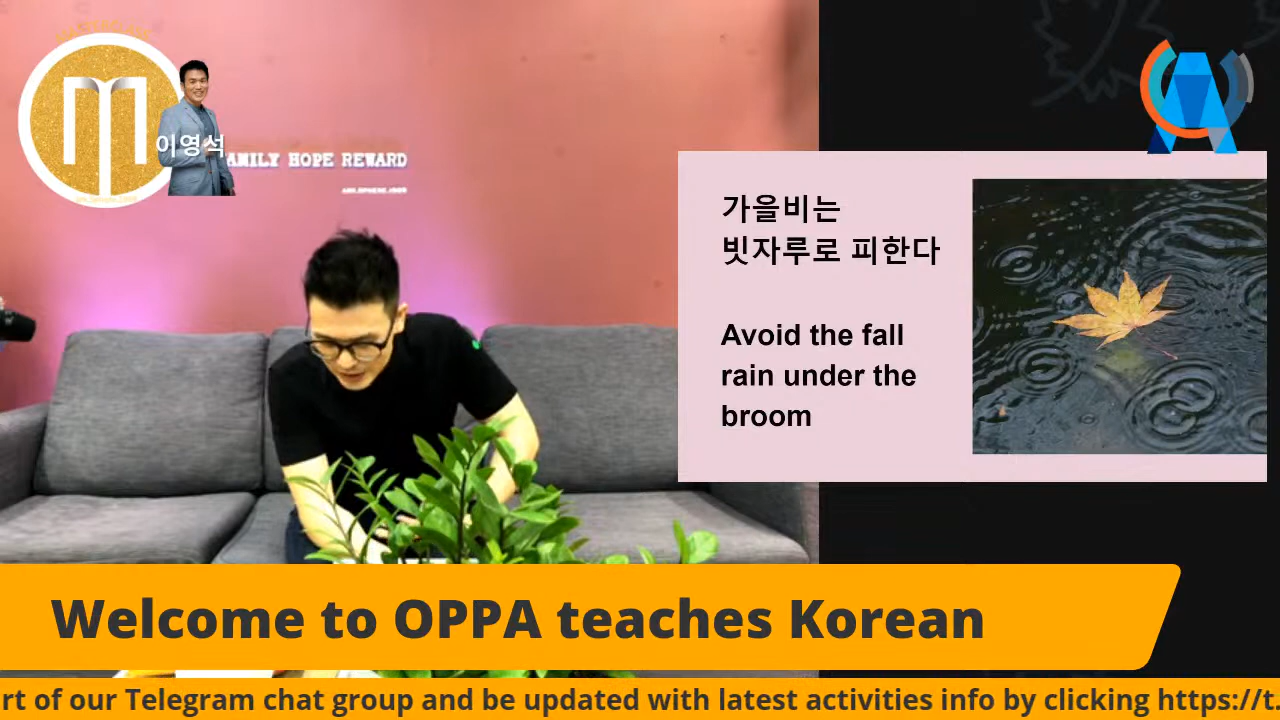 이영석
FAMILY HOPE REWARD
가을비는
빗자루로 피한다
Avoid the fall
rain under the
broom
Welcome to OPPA teaches Korean
rt of our Telegram chat group and be updated with latest activities info by clicking https://t.